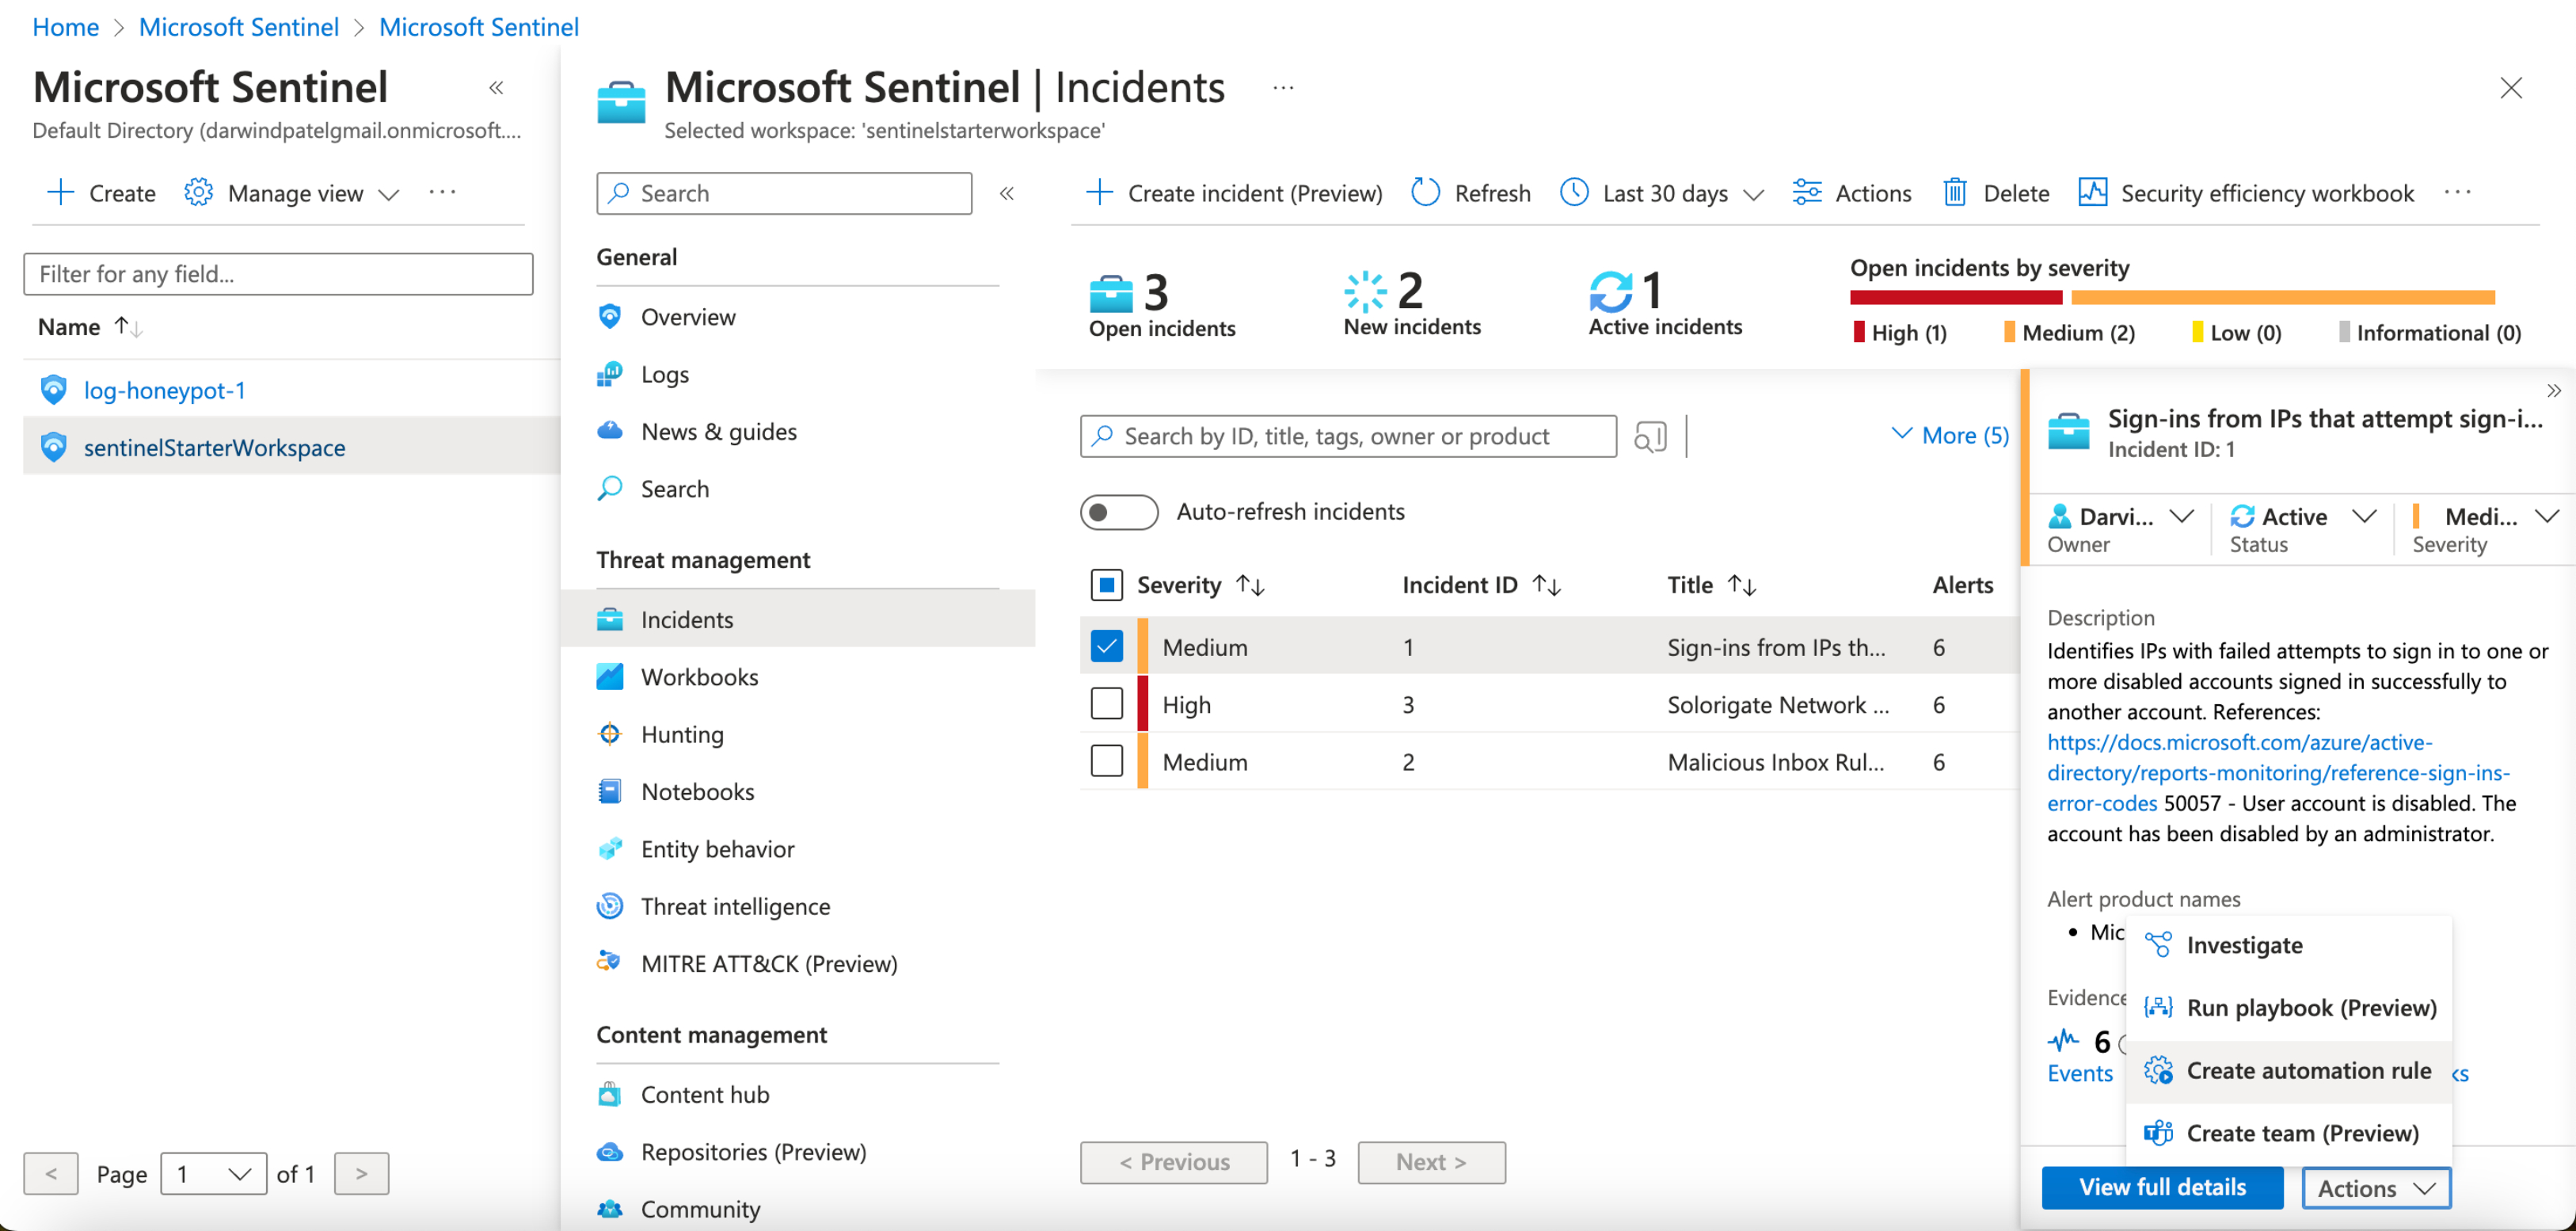 Home > Microsoft Sentinel > Microsoft Sentinel
Microsoft Sentinel
Default Directory (darwindpatelgmail.onmicrosoft....
Create
Manage view
...
Filter for any field...
Name
log-honeypot-1
sentinelStarterWorkspace
< Page 1 of 1 >
Microsoft Sentinel | Incidents
...
Selected workspace: 'sentinelstarterworkspace'
Search
General
Overview
Logs
News & guides
Search
Threat management
Incidents
Workbooks
Hunting
Notebooks
Entity behavior
Threat intelligence
MITRE ATT&CK (Preview)
Content management
Content hub
Repositories (Preview)
Community
Create incident (Preview)
Refresh
Last 30 days
Actions
Delete
Security efficiency workbook
...
3
Open incidents
2
New incidents
1
Active incidents
Open incidents by severity
High (1)
Medium (2)
Low (0)
Informational (0)
Search by ID, title, tags, owner or product
More (5)
Auto-refresh incidents
Severity Incident ID Title Alerts
Medium 1 Sign-ins from IPs th... 6
High 3 Solorigate Network ... 6
Medium 2 Malicious Inbox Rul... 6
< Previous 1 - 3 Next >
Sign-ins from IPs that attempt sign-i...
Incident ID: 1
Darvi...
Owner
Active
Status
Medi...
Severity
Description
Identifies IPs with failed attempts to sign in to one or
more disabled accounts signed in successfully to
another account. References:
https://docs.microsoft.com/azure/active-
directory/reports-monitoring/reference-sign-ins-
error-codes 50057 - User account is disabled. The
account has been disabled by an administrator.
Alert product names
Mic
Evidence
6
Events
ks
Investigate
Run playbook (Preview)
Create automation rule
Create team (Preview)
View full details
Actions